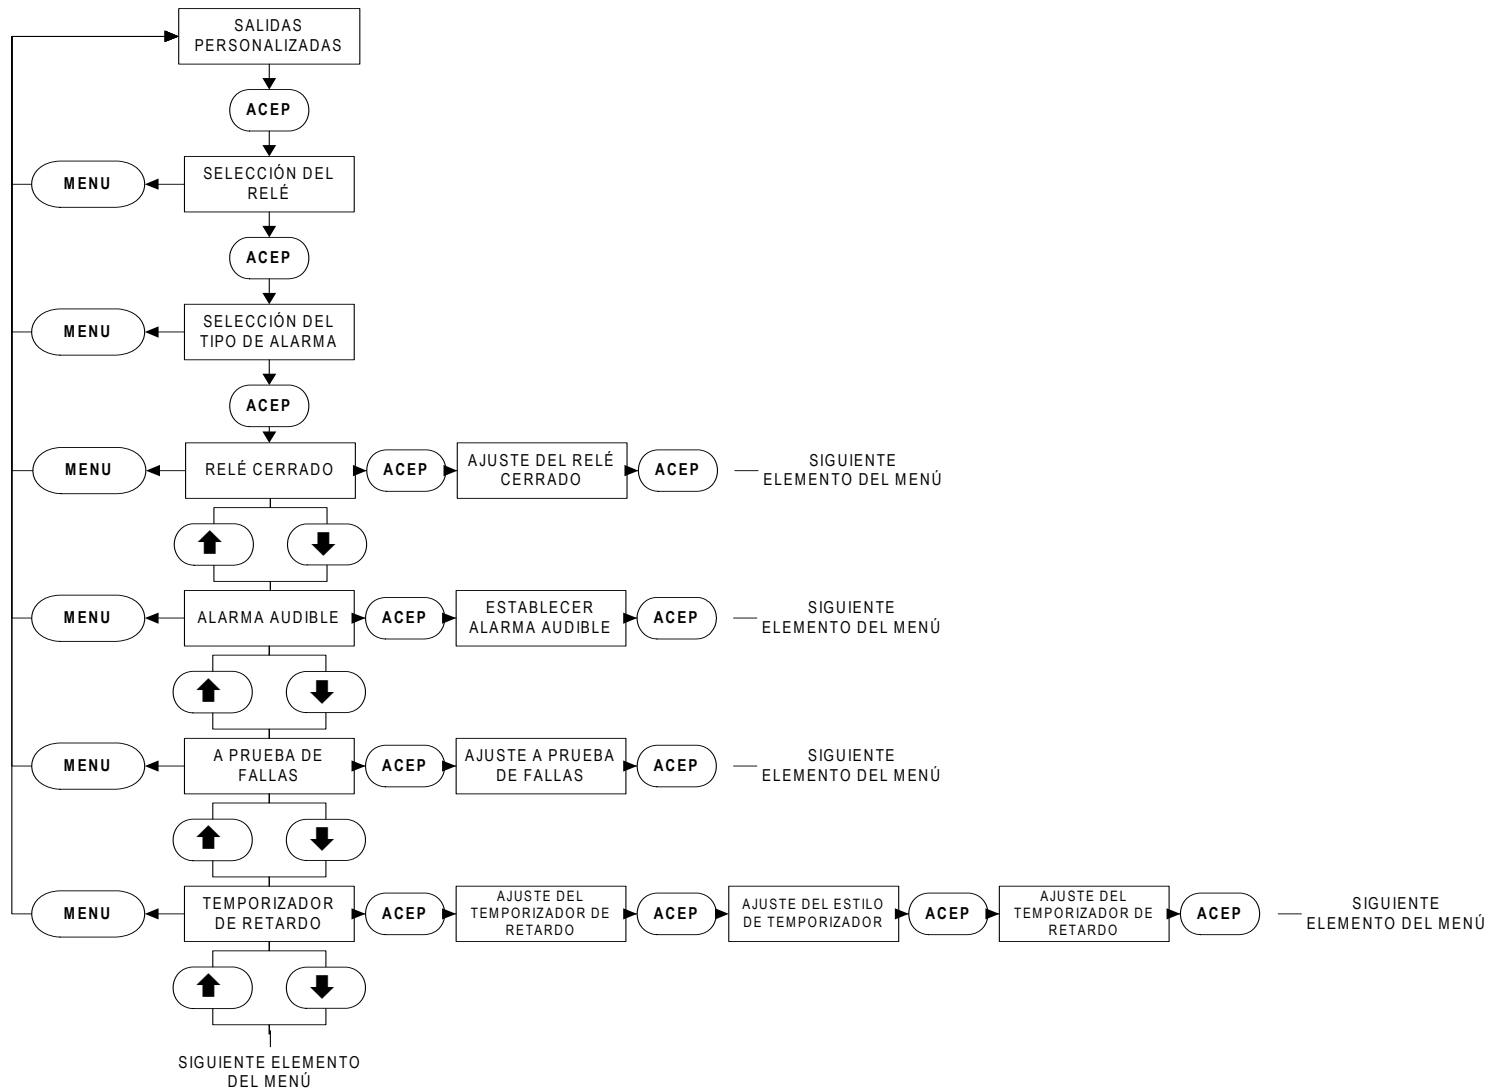 SALIDAS
PERSONALIZADAS
ACEP
MENU
SELECCIÓN DEL
RELÉ
ACEP
MENU
SELECCIÓN DEL
TIPO DE ALARMA
ACEP
MENU
RELÉ CERRADO
ACEP
AJUSTE DEL RELÉ
CERRADO
ACEP
SIGUIENTE
ELEMENTO DEL MENÚ
MENU
ALARMA AUDIBLE
ACEP
ESTABLECER
ALARMA AUDIBLE
ACEP
SIGUIENTE
ELEMENTO DEL MENÚ
MENU
A PRUEBA DE
FALLAS
ACEP
AJUSTE A PRUEBA
DE FALLAS
ACEP
SIGUIENTE
ELEMENTO DEL MENÚ
MENU
TEMPORIZADOR
DE RETARDO
ACEP
AJUSTE DEL
TEMPORIZADOR DE
RETARDO
ACEP
AJUSTE DEL ESTILO
DE TEMPORIZADOR
ACEP
AJUSTE DEL
TEMPORIZADOR DE
RETARDO
ACEP
SIGUIENTE
ELEMENTO DEL MENÚ
SIGUIENTE ELEMENTO
DEL MENÚ